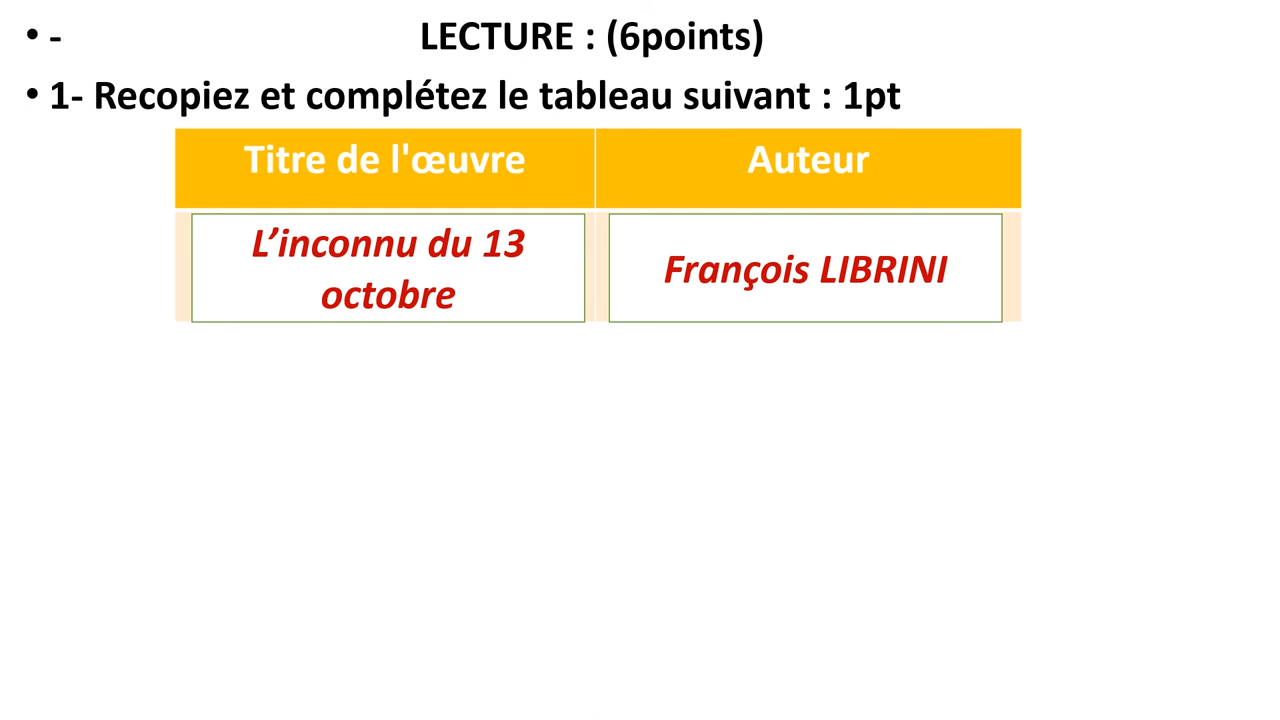 • - LECTURE : (6points)
• 1- Recopiez et complétez le tableau suivant : 1pt
Titre de l'œuvre Auteur
L’inconnu du 13
octobre
François LIBRINI